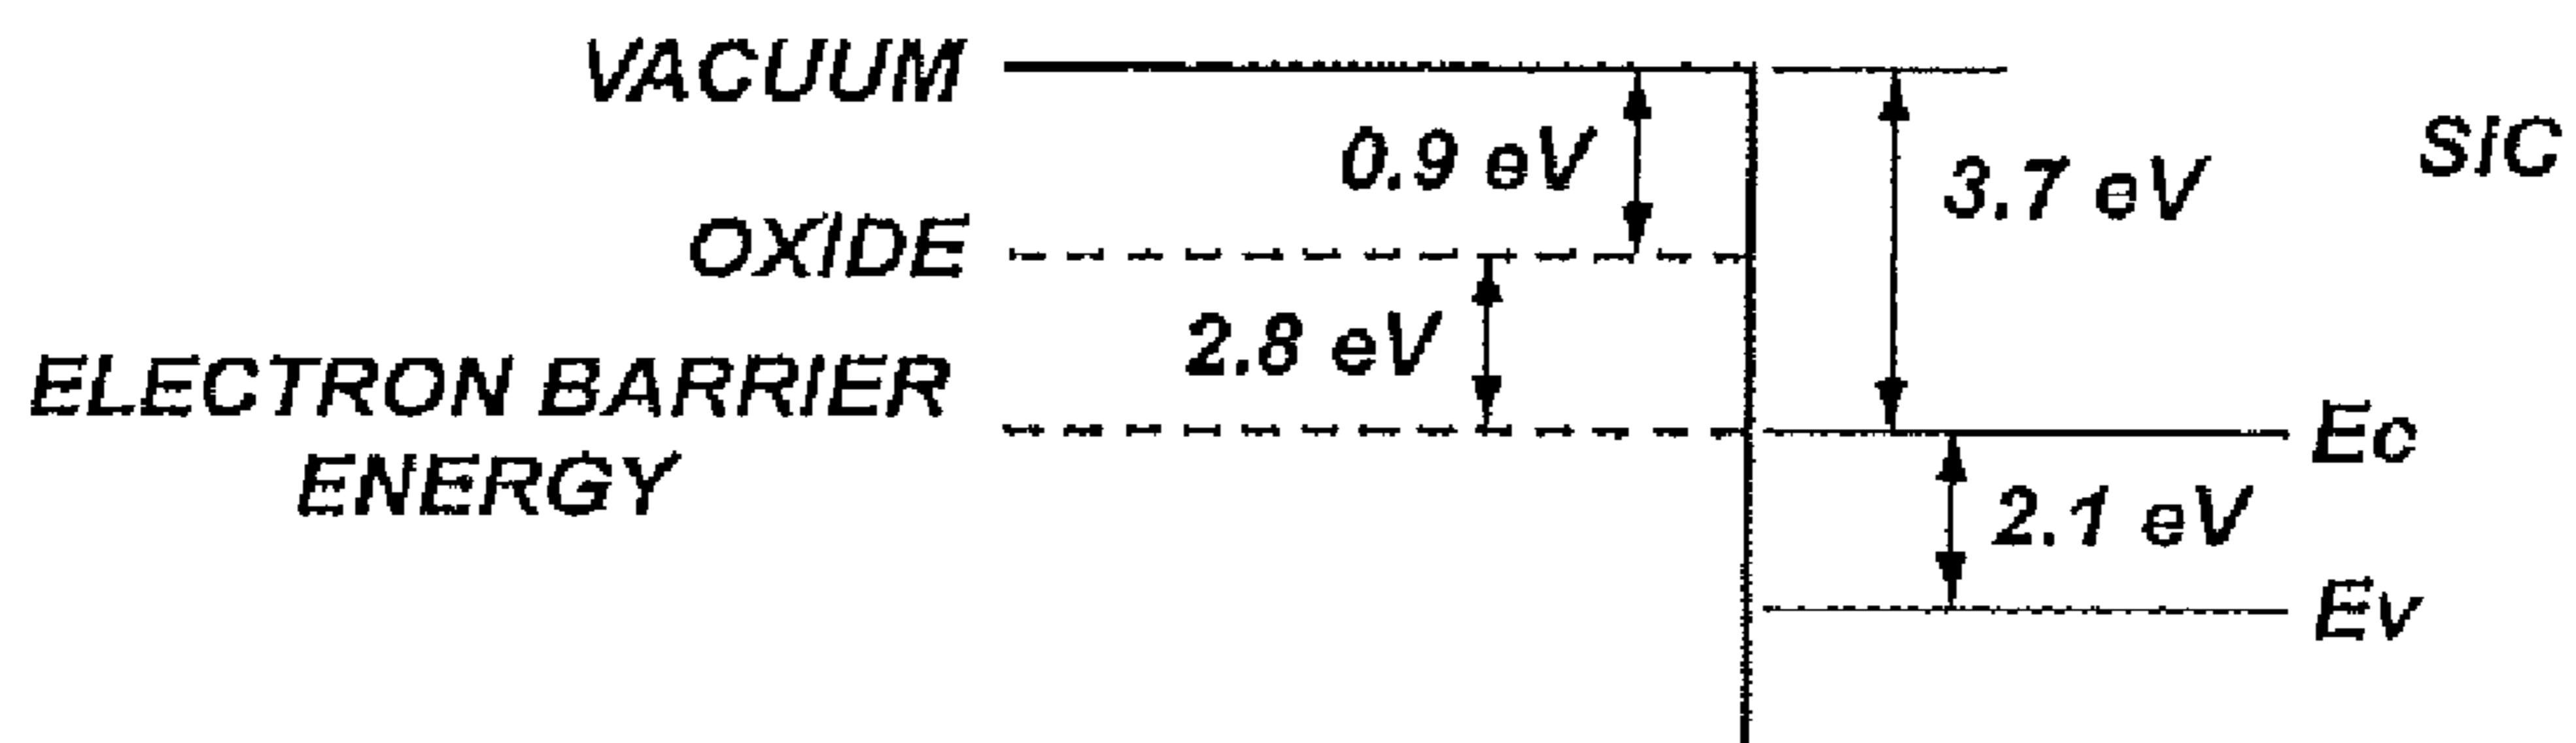 VACUUM
0.9 eV
SIC
3.7 eV
OXIDE
2.8 eV
ELECTRON BARRIER
ENERGY
Ec
2.1 eV
Ev